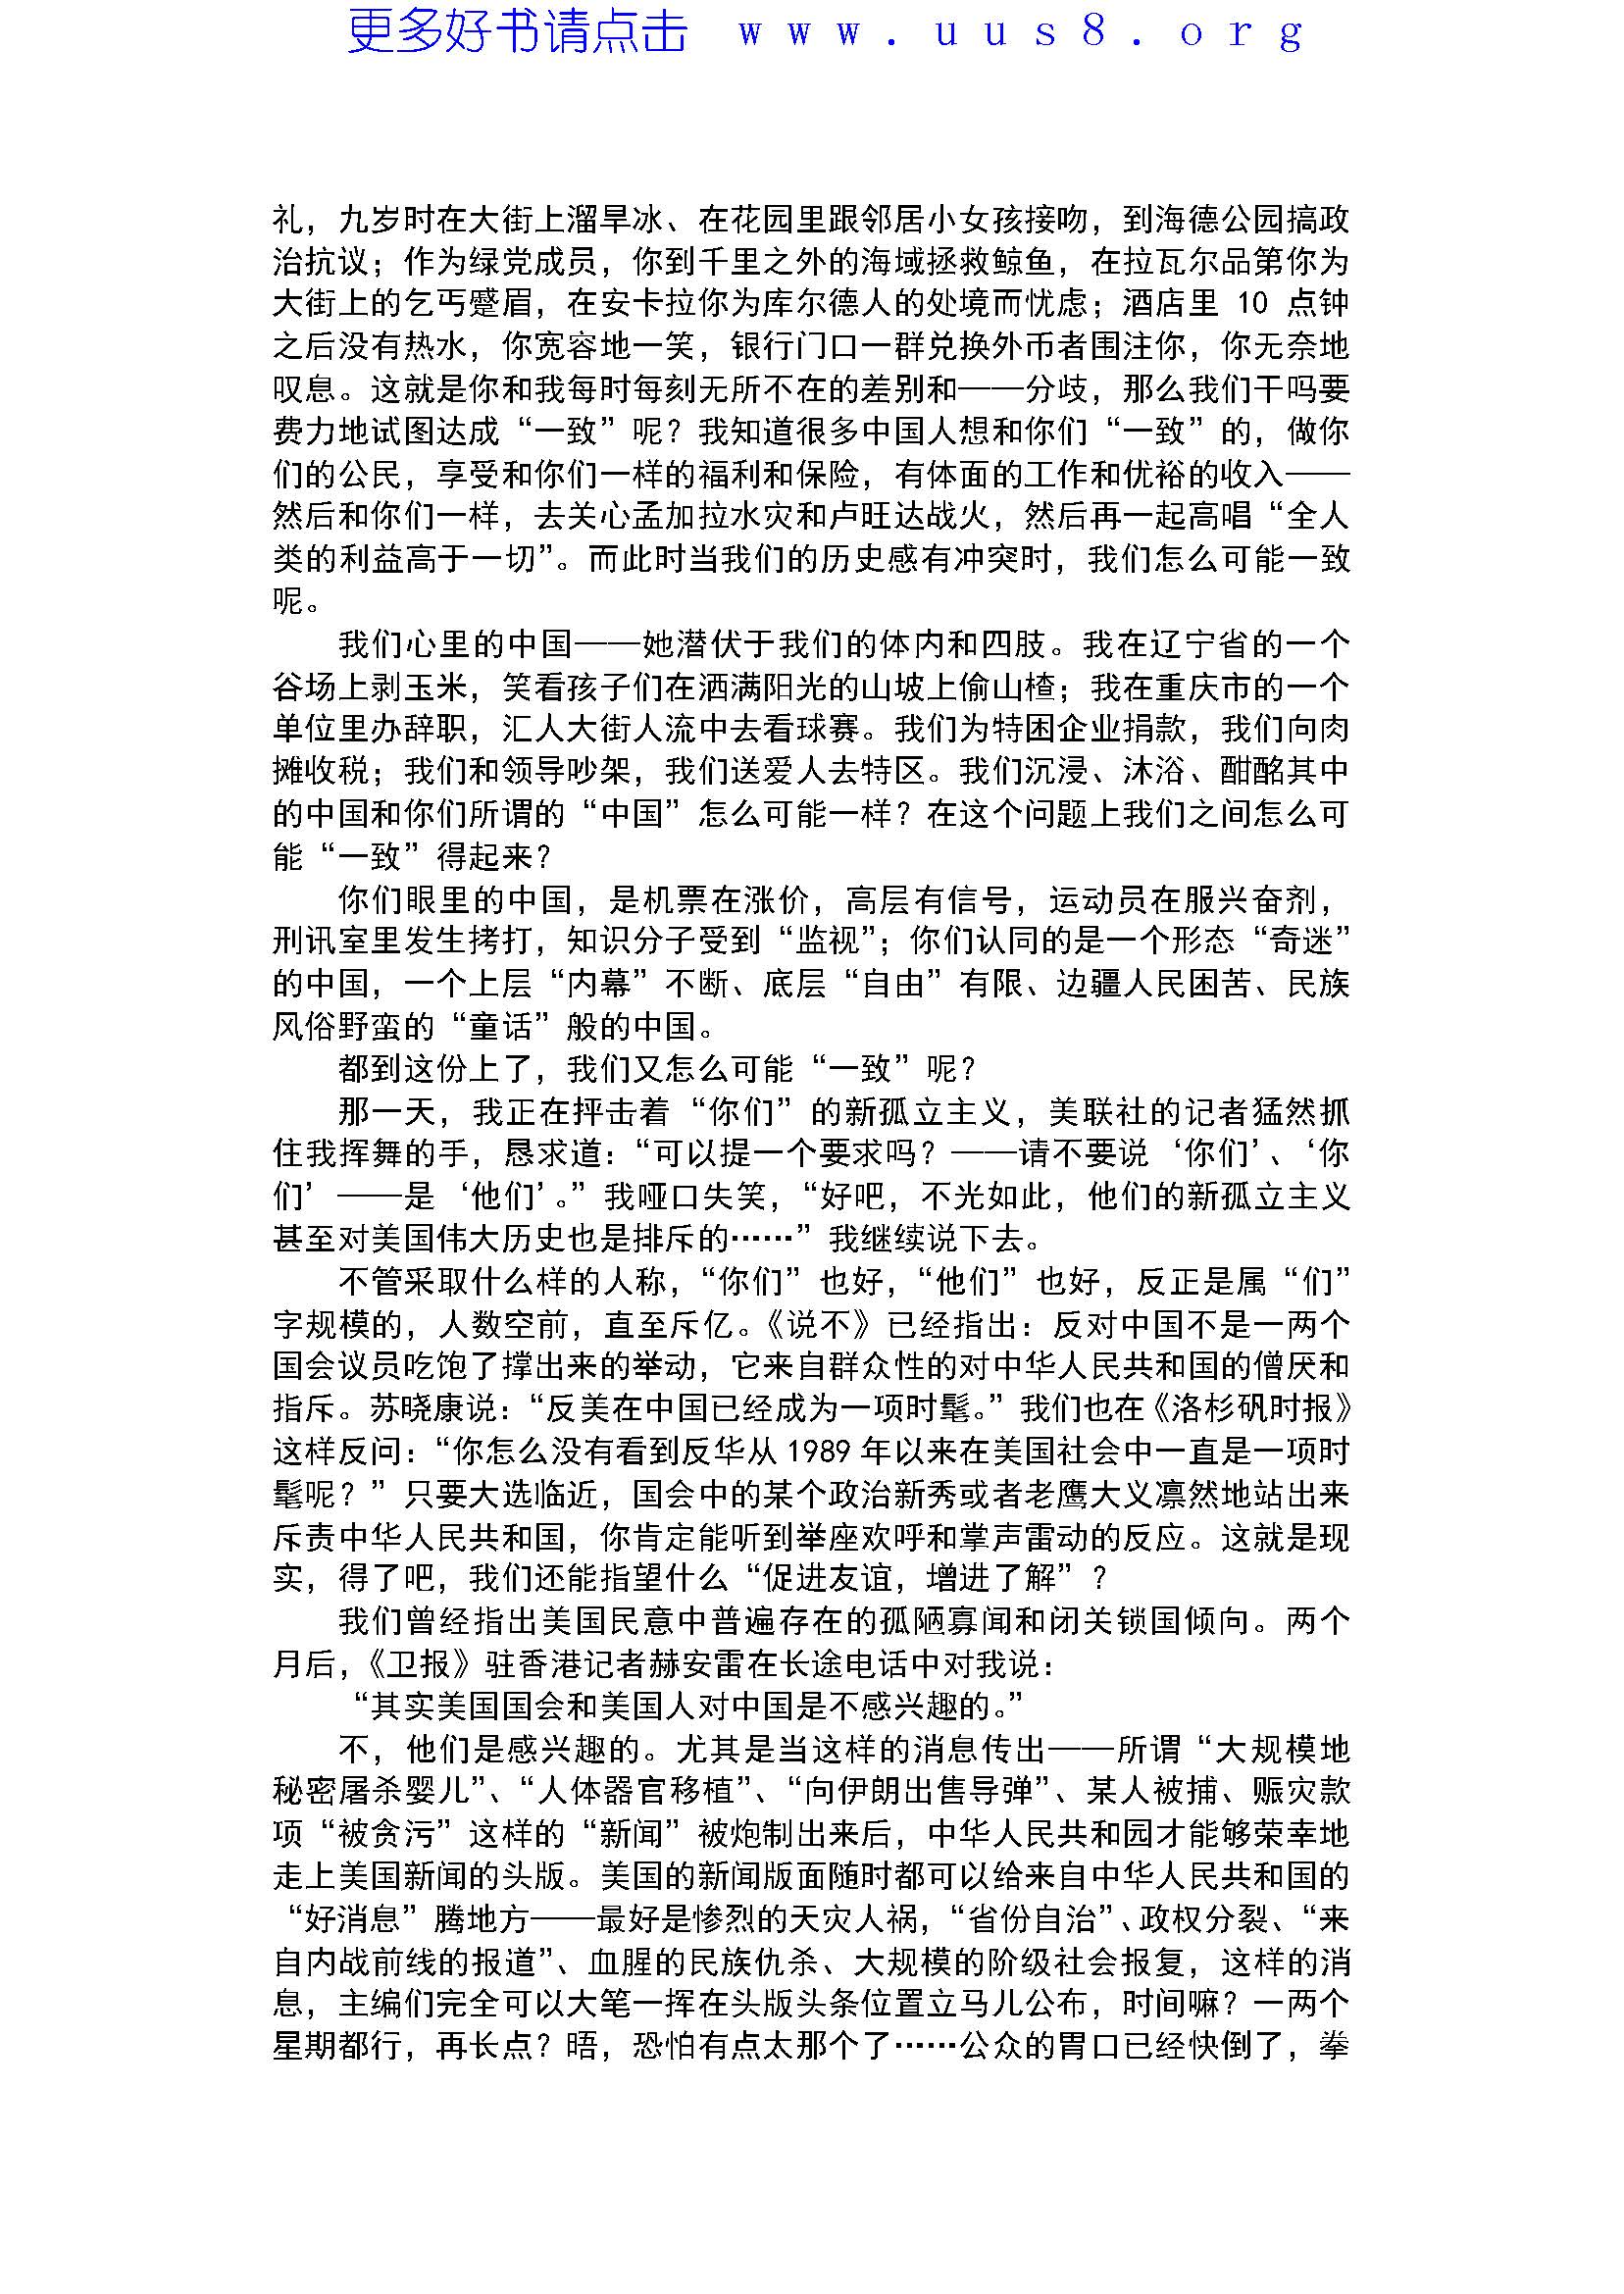 更多好书请点击 www.uus8.org
礼，九岁时在大街上溜旱冰、在花园里跟邻居小女孩接吻，到海德公园搞政
治抗议；作为绿党成员，你到千里之外的海域拯救鲸鱼，在拉瓦尔品第你为
大街上的乞丐蹙眉，在安卡拉你为库尔德人的处境而忧虑；酒店里 10 点钟
之后没有热水，你宽容地一笑，银行门口一群兑换外币者围注你，你无奈地
叹息。这就是你和我每时每刻无所不在的差别和——分歧，那么我们干吗要
费力地试图达成“一致”呢？我知道很多中国人想和你们“一致”的，做你
们的公民，享受和你们一样的福利和保险，有体面的工作和优裕的收入——
然后和你们一样，去关心孟加拉水灾和卢旺达战火，然后再一起高唱“全人
类的利益高于一切”。而此时当我们的历史感有冲突时，我们怎么可能一致
呢。
我们心里的中国——她潜伏于我们的体内和四肢。我在辽宁省的一个
谷场上剥玉米，笑看孩子们在洒满阳光的山坡上偷山楂；我在重庆市的一个
单位里办辞职，汇人大街人流中去看球赛。我们为特困企业捐款，我们向肉
摊收税；我们和领导吵架，我们送爱人去特区。我们沉浸、沐浴、酣酩其中
的中国和你们所谓的“中国”怎么可能一样？在这个问题上我们之间怎么可
能“一致”得起来？
你们眼里的中国，是机票在涨价，高层有信号，运动员在服兴奋剂，
刑讯室里发生拷打，知识分子受到“监视”；你们认同的是一个形态“奇迷”
的中国，一个上层“内幕”不断、底层“自由”有限、边疆人民困苦、民族
风俗野蛮的“童话”般的中国。
都到这份上了，我们又怎么可能“一致”呢？
那一天，我正在抨击着“你们”的新孤立主义，美联社的记者猛然抓
住我挥舞的手，恳求道：“可以提一个要求吗？——请不要说‘你们’、‘你
们’——是‘他们’。”我哑口失笑，“好吧，不光如此，他们的新孤立主义
甚至对美国伟大历史也是排斥的……”我继续说下去。
不管采取什么样的人称，“你们”也好，“他们”也好，反正是属“们”
字规模的，人数空前，直至斥亿。《说不》已经指出：反对中国不是一两个
国会议员吃饱了撑出来的举动，它来自群众性的对中华人民共和国的僧厌和
指斥。苏晓康说：“反美在中国已经成为一项时髦。”我们也在《洛杉矶时报》
这样反问：“你怎么没有看到反华从 1989 年以来在美国社会中一直是一项时
髦呢？”只要大选临近，国会中的某个政治新秀或者老鹰大义凛然地站出来
斥责中华人民共和国，你肯定能听到举座欢呼和掌声雷动的反应。这就是现
实，得了吧，我们还能指望什么“促进友谊，增进了解”？
我们曾经指出美国民意中普遍存在的孤陋寡闻和闭关锁国倾向。两个
月后，《卫报》驻香港记者赫安雷在长途电话中对我说：
“其实美国国会和美国人对中国是不感兴趣的。”
不，他们是感兴趣的。尤其是当这样的消息传出——所谓“大规模地
秘密屠杀婴儿”、“人体器官移植”、“向伊朗出售导弹”、某人被捕、赈灾款
项“被贪污”这样的“新闻”被炮制出来后，中华人民共和园才能够荣幸地
走上美国新闻的头版。美国的新闻版面随时都可以给来自中华人民共和国的
“好消息”腾地方——最好是惨烈的天灾人祸，“省份自治”、政权分裂、“来
自内战前线的报道”、血腥的民族仇杀、大规模的阶级社会报复，这样的消
息，主编们完全可以大笔一挥在头版头条位置立马儿公布，时间嘛？一两个
星期都行，再长点？晤，恐怕有点太那个了……公众的胃口已经快倒了，拳